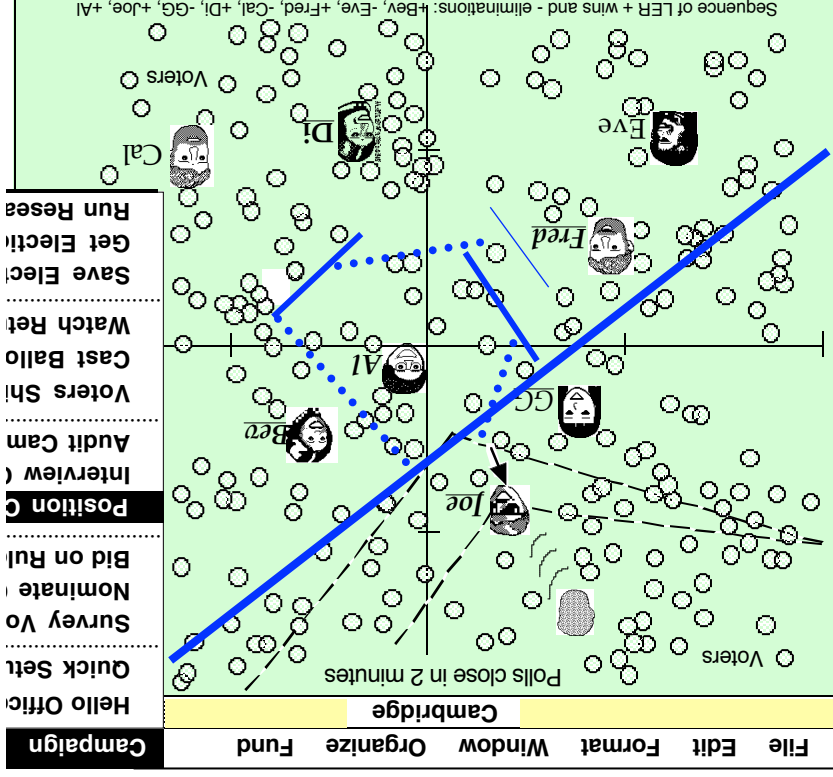 File Edit Format Window Organize Fund Campaign
Cambridge
Hello Offic
Quick Setu
Survey Vo
Nominate
Bid on Rul
Position C
Interview C
Audit Cam
Voters Shi
Cast Ballo
Watch Retu
Save Elect
Get Electi
Run Resea
Polls close in 2 minutes
Voters
Joe
GG
Bev
Al
Fred
Eve
Di
Cal
Voters
Sequence of LER + wins and - eliminations: +Bev, -Eve, +Fred, -Cal, +Di, -GG, +Joe, +Al